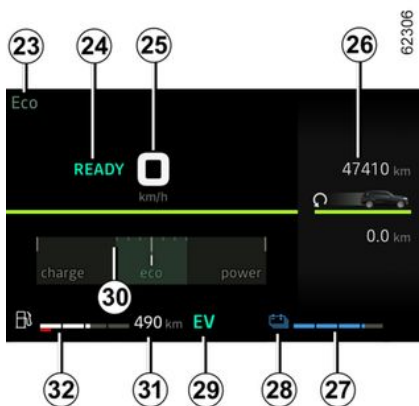 62306
23 24 25 26
Eco
READY 0
km/h
47410 km
0.0 km
charge eco power
30
490 km EV
32 31 29 28 27